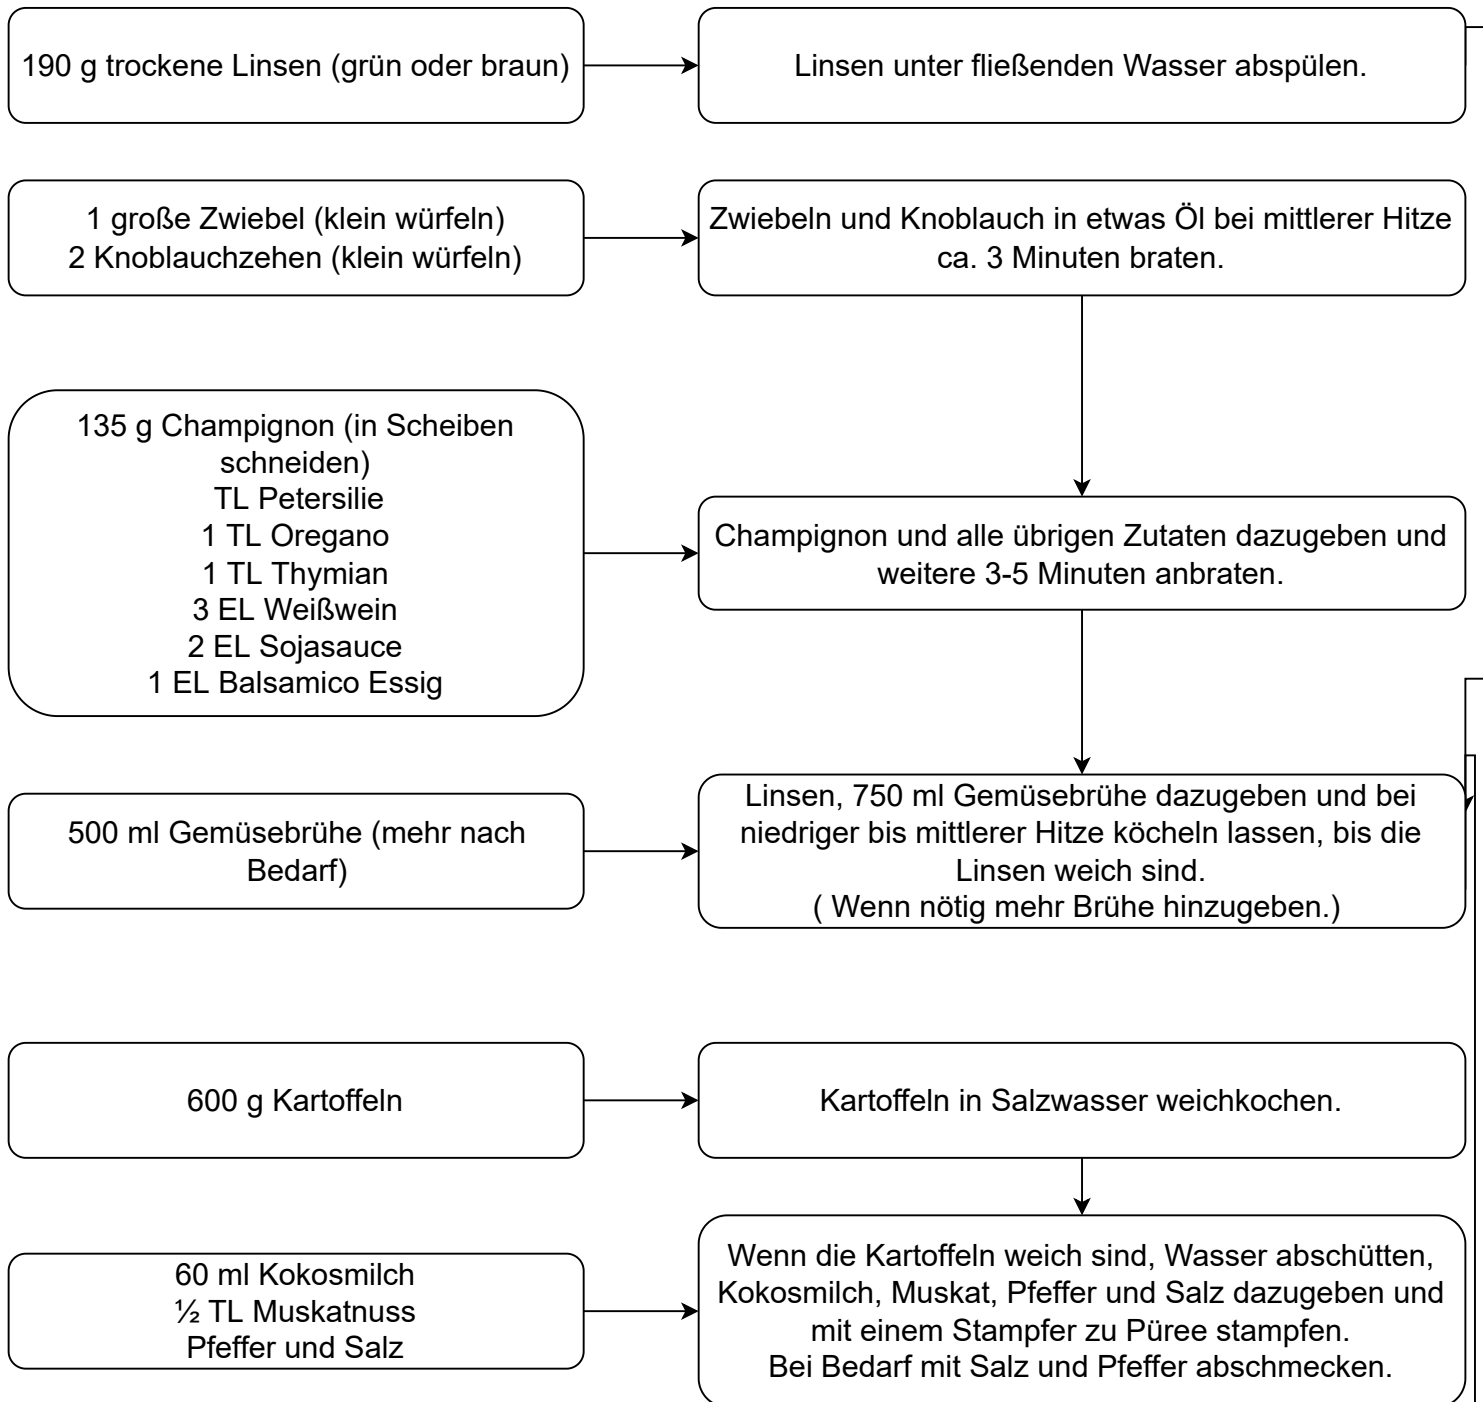 190 g trockene Linsen (grün oder braun)
Linsen unter fließenden Wasser abspülen.
1 große Zwiebel (klein würfeln)
2 Knoblauchzehen (klein würfeln)
Zwiebeln und Knoblauch in etwas Öl bei mittlerer Hitze
ca. 3 Minuten braten.
135 g Champignon (in Scheiben
schneiden)
TL Petersilie
1 TL Oregano
1 TL Thymian
3 EL Weißwein
2 EL Sojasauce
1 EL Balsamico Essig
Champignon und alle übrigen Zutaten dazugeben und
weitere 3-5 Minuten anbraten.
500 ml Gemüsebrühe (mehr nach
Bedarf)
Linsen, 750 ml Gemüsebrühe dazugeben und bei
niedriger bis mittlerer Hitze köcheln lassen, bis die
Linsen weich sind.
( Wenn nötig mehr Brühe hinzugeben.)
600 g Kartoffeln
Kartoffeln in Salzwasser weichkochen.
60 ml Kokosmilch
½ TL Muskatnuss
Pfeffer und Salz
Wenn die Kartoffeln weich sind, Wasser abschütten,
Kokosmilch, Muskat, Pfeffer und Salz dazugeben und
mit einem Stampfer zu Püree stampfen.
Bei Bedarf mit Salz und Pfeffer abschmecken.